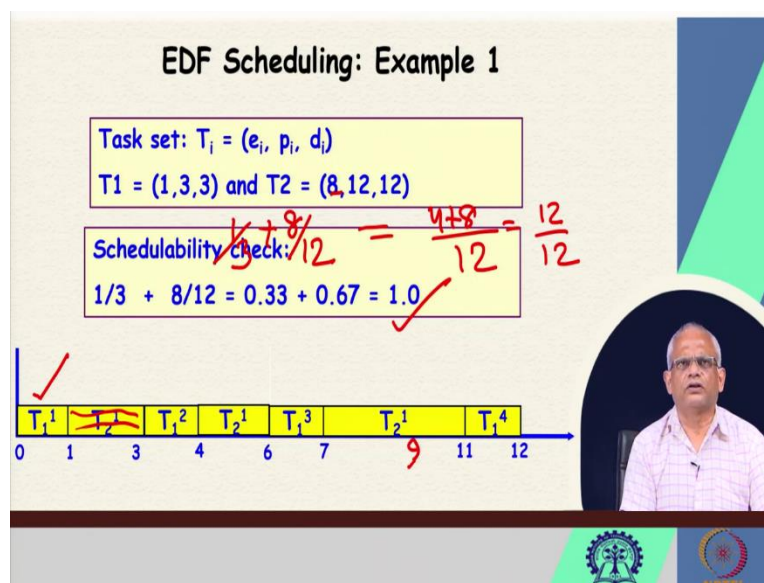 EDF Scheduling: Example 1
Task set: Tᵢ = (eᵢ, pᵢ, dᵢ)
T1 = (1,3,3) and T2 = (8,12,12)
1/3 + 8/12 = 4+8/12 = 12/12
Schedulability check:
1/3 + 8/12 = 0.33 + 0.67 = 1.0
T₁¹ T₂¹ T₁² T₂¹ T₁³ T₂¹ T₁⁴
0 1 3 4 6 7 9 11 12